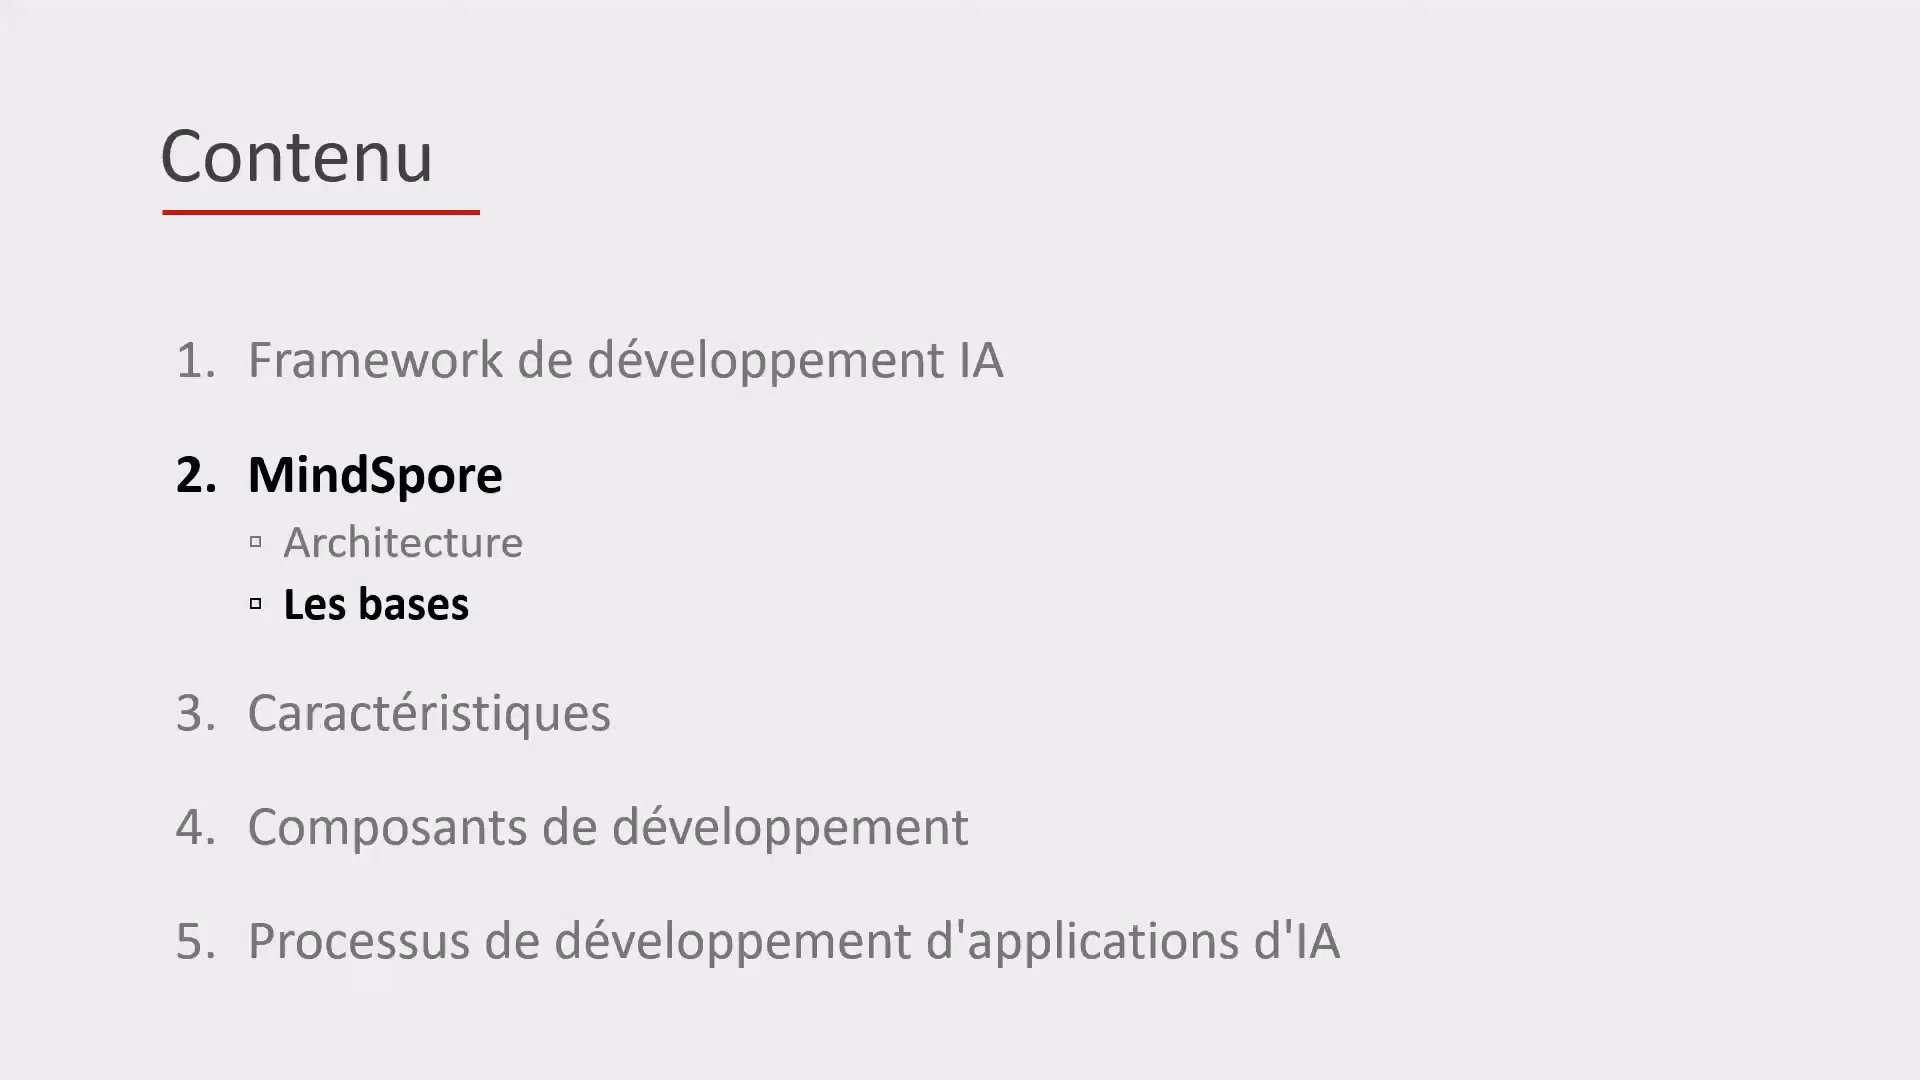 Contenu
1. Framework de développement IA
2. MindSpore
▫ Architecture
▫ Les bases
3. Caractéristiques
4. Composants de développement
5. Processus de développement d'applications d'IA